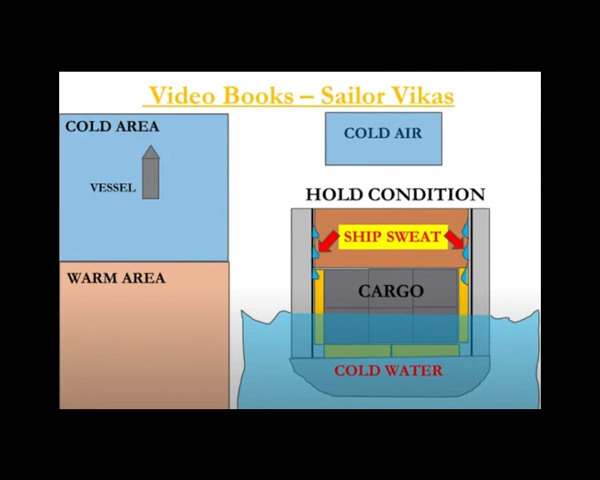 Video Books – Sailor Vikas
COLD AREA
VESSEL
WARM AREA
COLD AIR
HOLD CONDITION
SHIP SWEAT
CARGO
COLD WATER